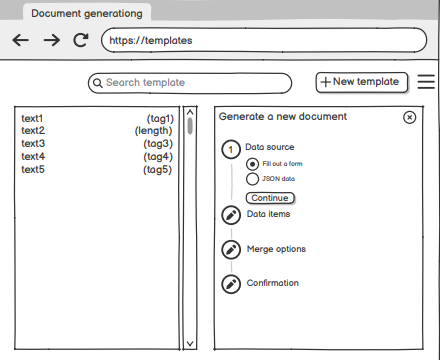 Document generationg
https://templates
Search template
+ New template
text1 (tag1)
text2 (length)
text3 (tag3)
text4 (tag4)
text5 (tag5)
Generate a new document
1 Data source
Fill out a form
JSON data
Continue
Data items
Merge options
Confirmation